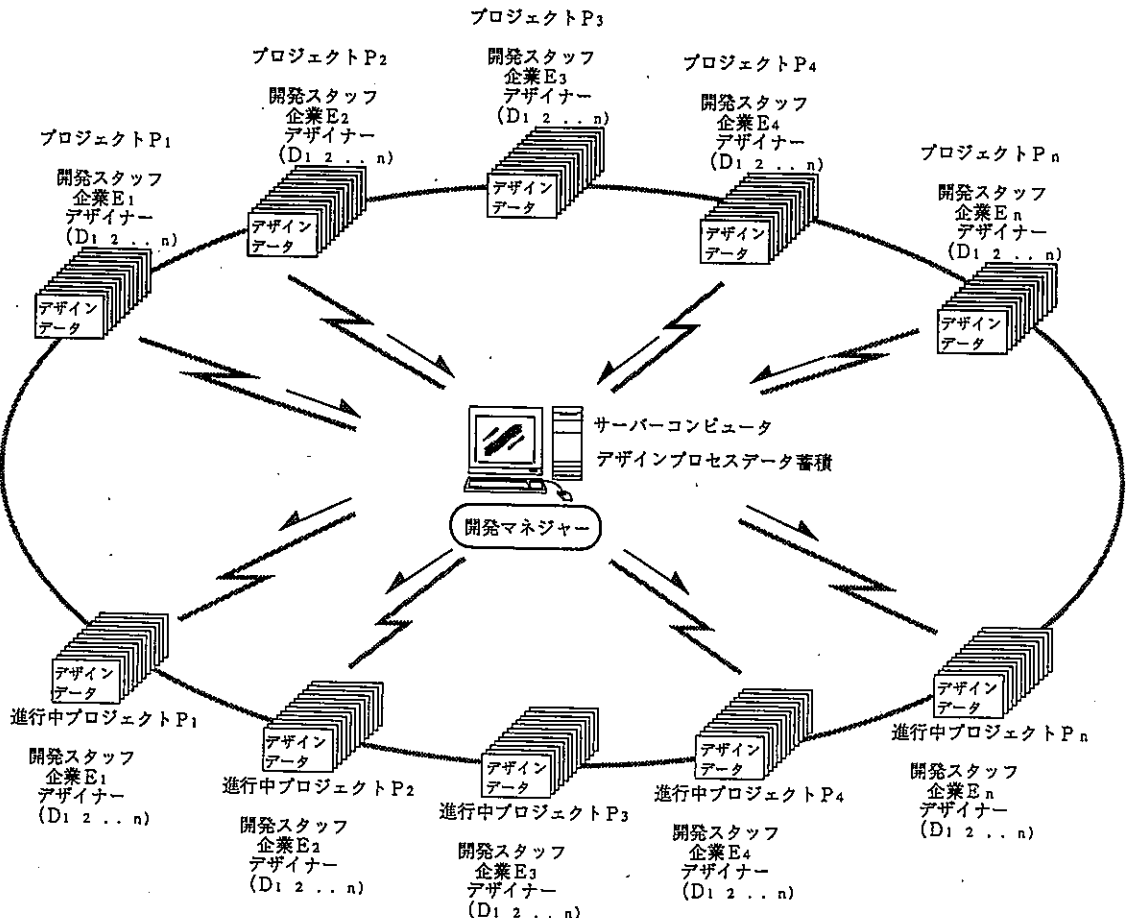 プロジェクトP1
開発スタッフ
企業E1
デザイナー
(D1 2 . . n)
デザイン
データ
プロジェクトP2
開発スタッフ
企業E2
デザイナー
(D1 2 . . n)
デザイン
データ
プロジェクトP3
開発スタッフ
企業E3
デザイナー
(D1 2 . . n)
デザイン
データ
プロジェクトP4
開発スタッフ
企業E4
デザイナー
(D1 2 . . n)
デザイン
データ
プロジェクトPn
開発スタッフ
企業En
デザイナー
(D1 2 . . n)
デザイン
データ
サーバーコンピュータ
デザインプロセスデータ蓄積
開発マネジャー
デザイン
データ
進行中プロジェクトP1
開発スタッフ
企業E1
デザイナー
(D1 2 . . n)
デザイン
データ
進行中プロジェクトP2
開発スタッフ
企業E2
デザイナー
(D1 2 . . n)
デザイン
データ
進行中プロジェクトP3
開発スタッフ
企業E3
デザイナー
(D1 2 . . n)
デザイン
データ
進行中プロジェクトP4
開発スタッフ
企業E4
デザイナー
(D1 2 . . n)
デザイン
データ
進行中プロジェクトPn
開発スタッフ
企業En
デザイナー
(D1 2 . . n)